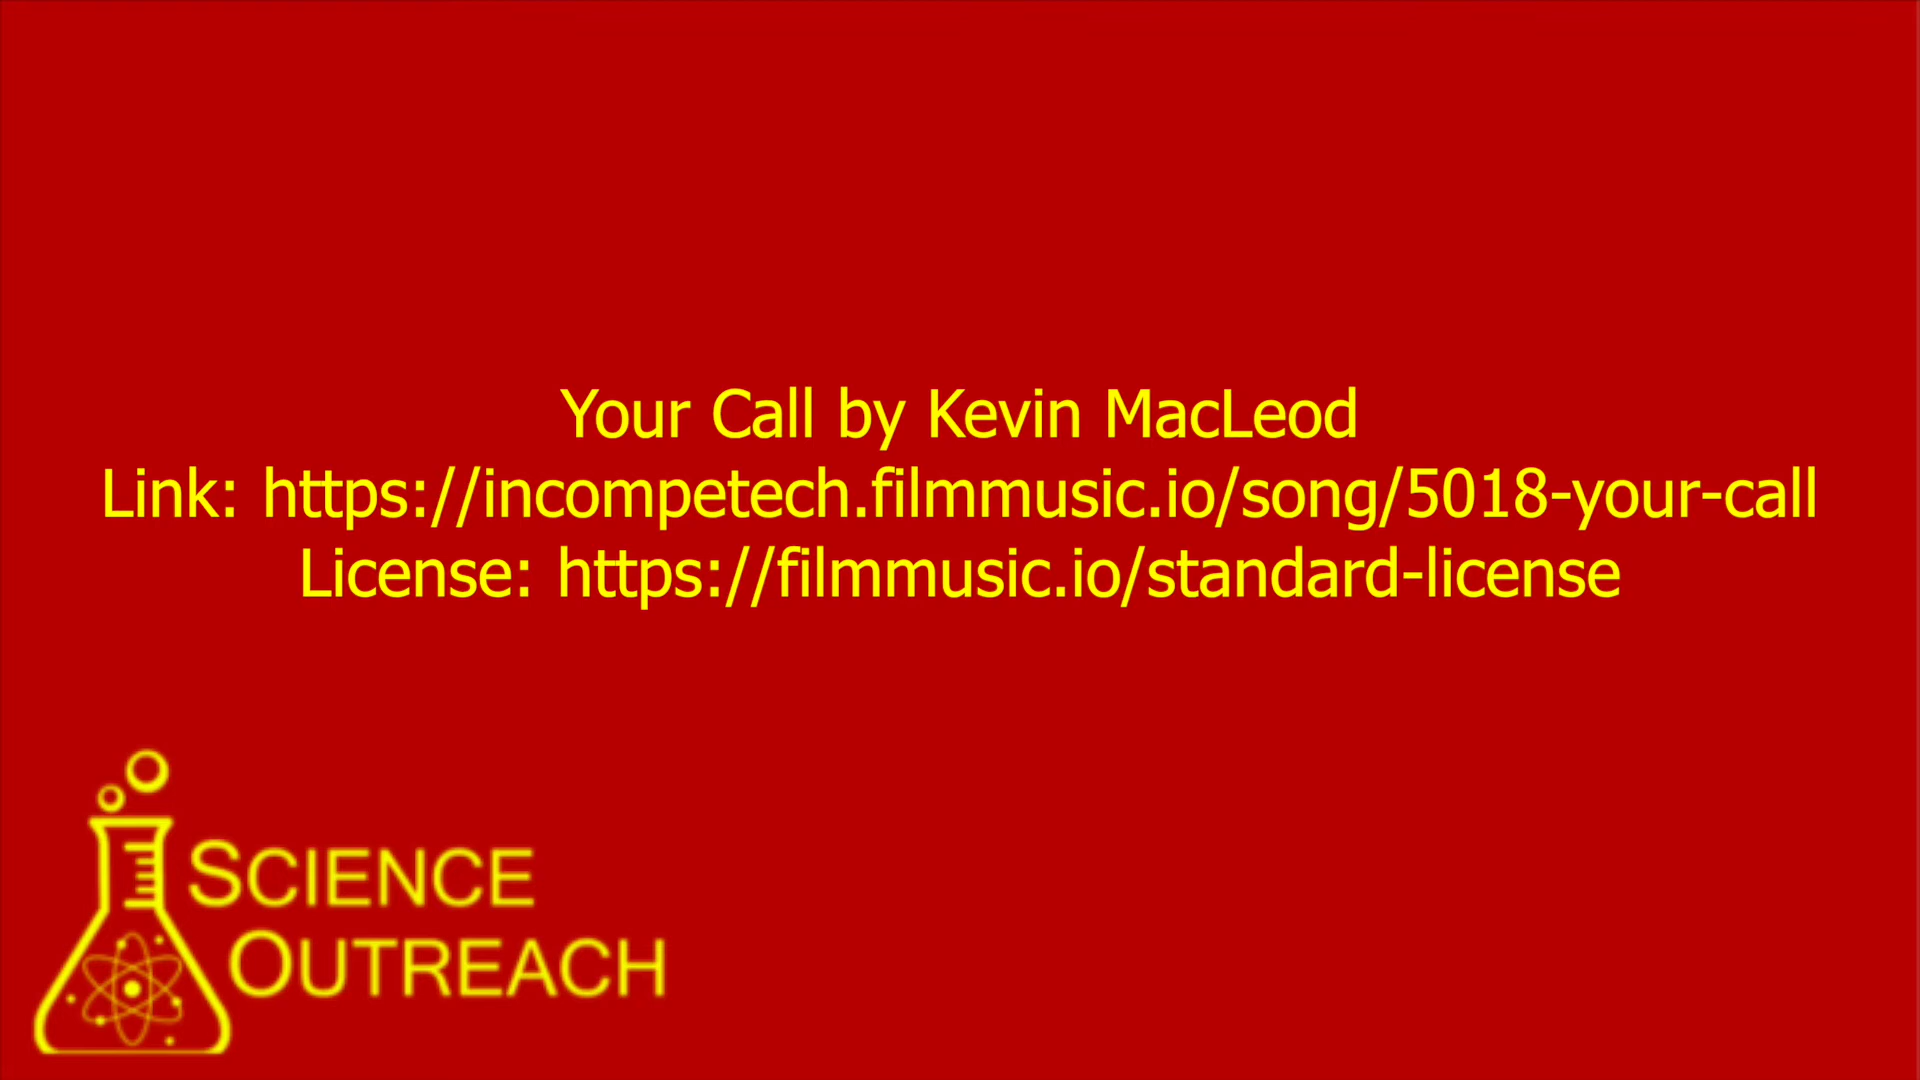 Your Call by Kevin MacLeod
Link: https://incompetech.filmmusic.io/song/5018-your-call
License: https://filmmusic.io/standard-license
SCIENCE
OUTREACH